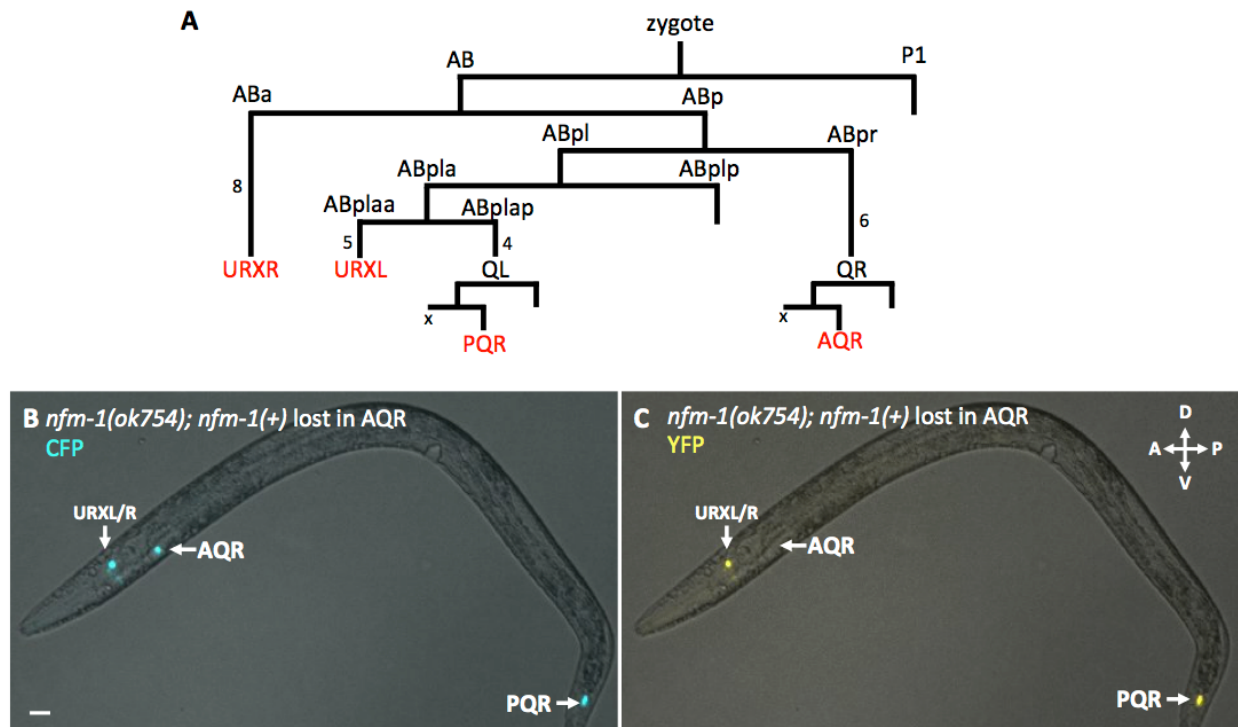 A
zygote
AB
P1
ABa
ABp
ABpl
ABpr
ABpla
ABplp
8
ABplaa
ABplap
6
5
4
URXR
URXL
QL
QR
x
x
PQR
AQR
B nfm-1(ok754); nfm-1(+) lost in AQR
CFP
URXL/R
AQR
PQR
C nfm-1(ok754); nfm-1(+) lost in AQR
YFP
D
A
P
V
URXL/R
AQR
PQR